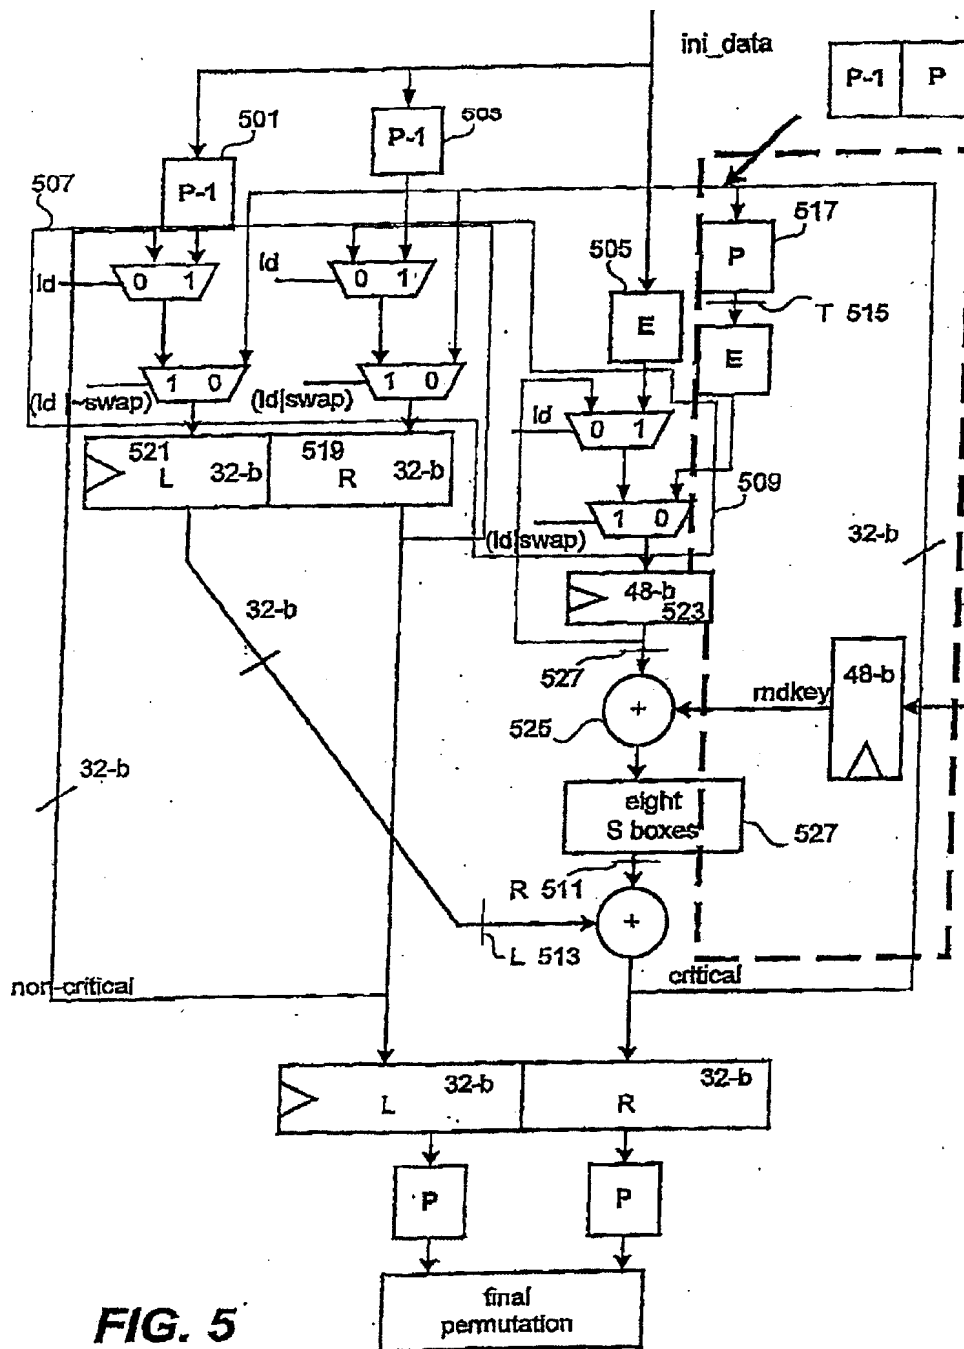 ini_data
P-1 P
501
P-1
503
P-1
507
517
P
505
ld
0 1
ld
0 1
E
T 515
E
1 0
(ld|~swap)
1 0
(ld|swap)
ld
0 1
521
L
32-b
519
R
32-b
509
1 0
(ld|swap)
32-b
48-b
523
32-b
527
+
525
rndkey
48-b
32-b
eight
S boxes
527
R 511
+
L 513
non-critical
critical
32-b
L
32-b
R
P
P
final
permutation
FIG. 5